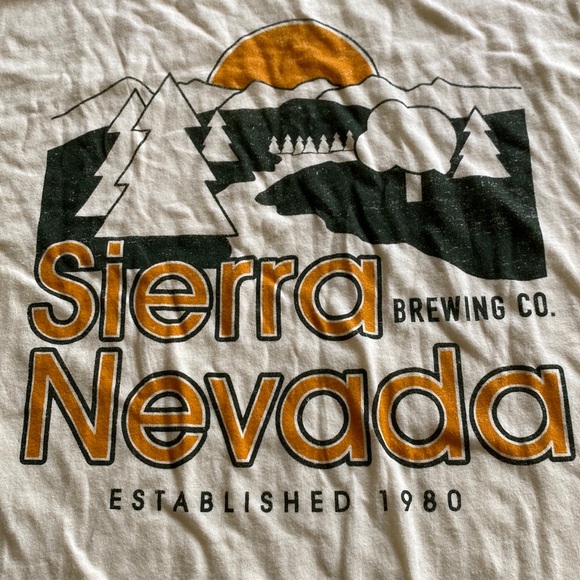 Sierra
BREWING CO.
Nevada
ESTABLISHED 1980